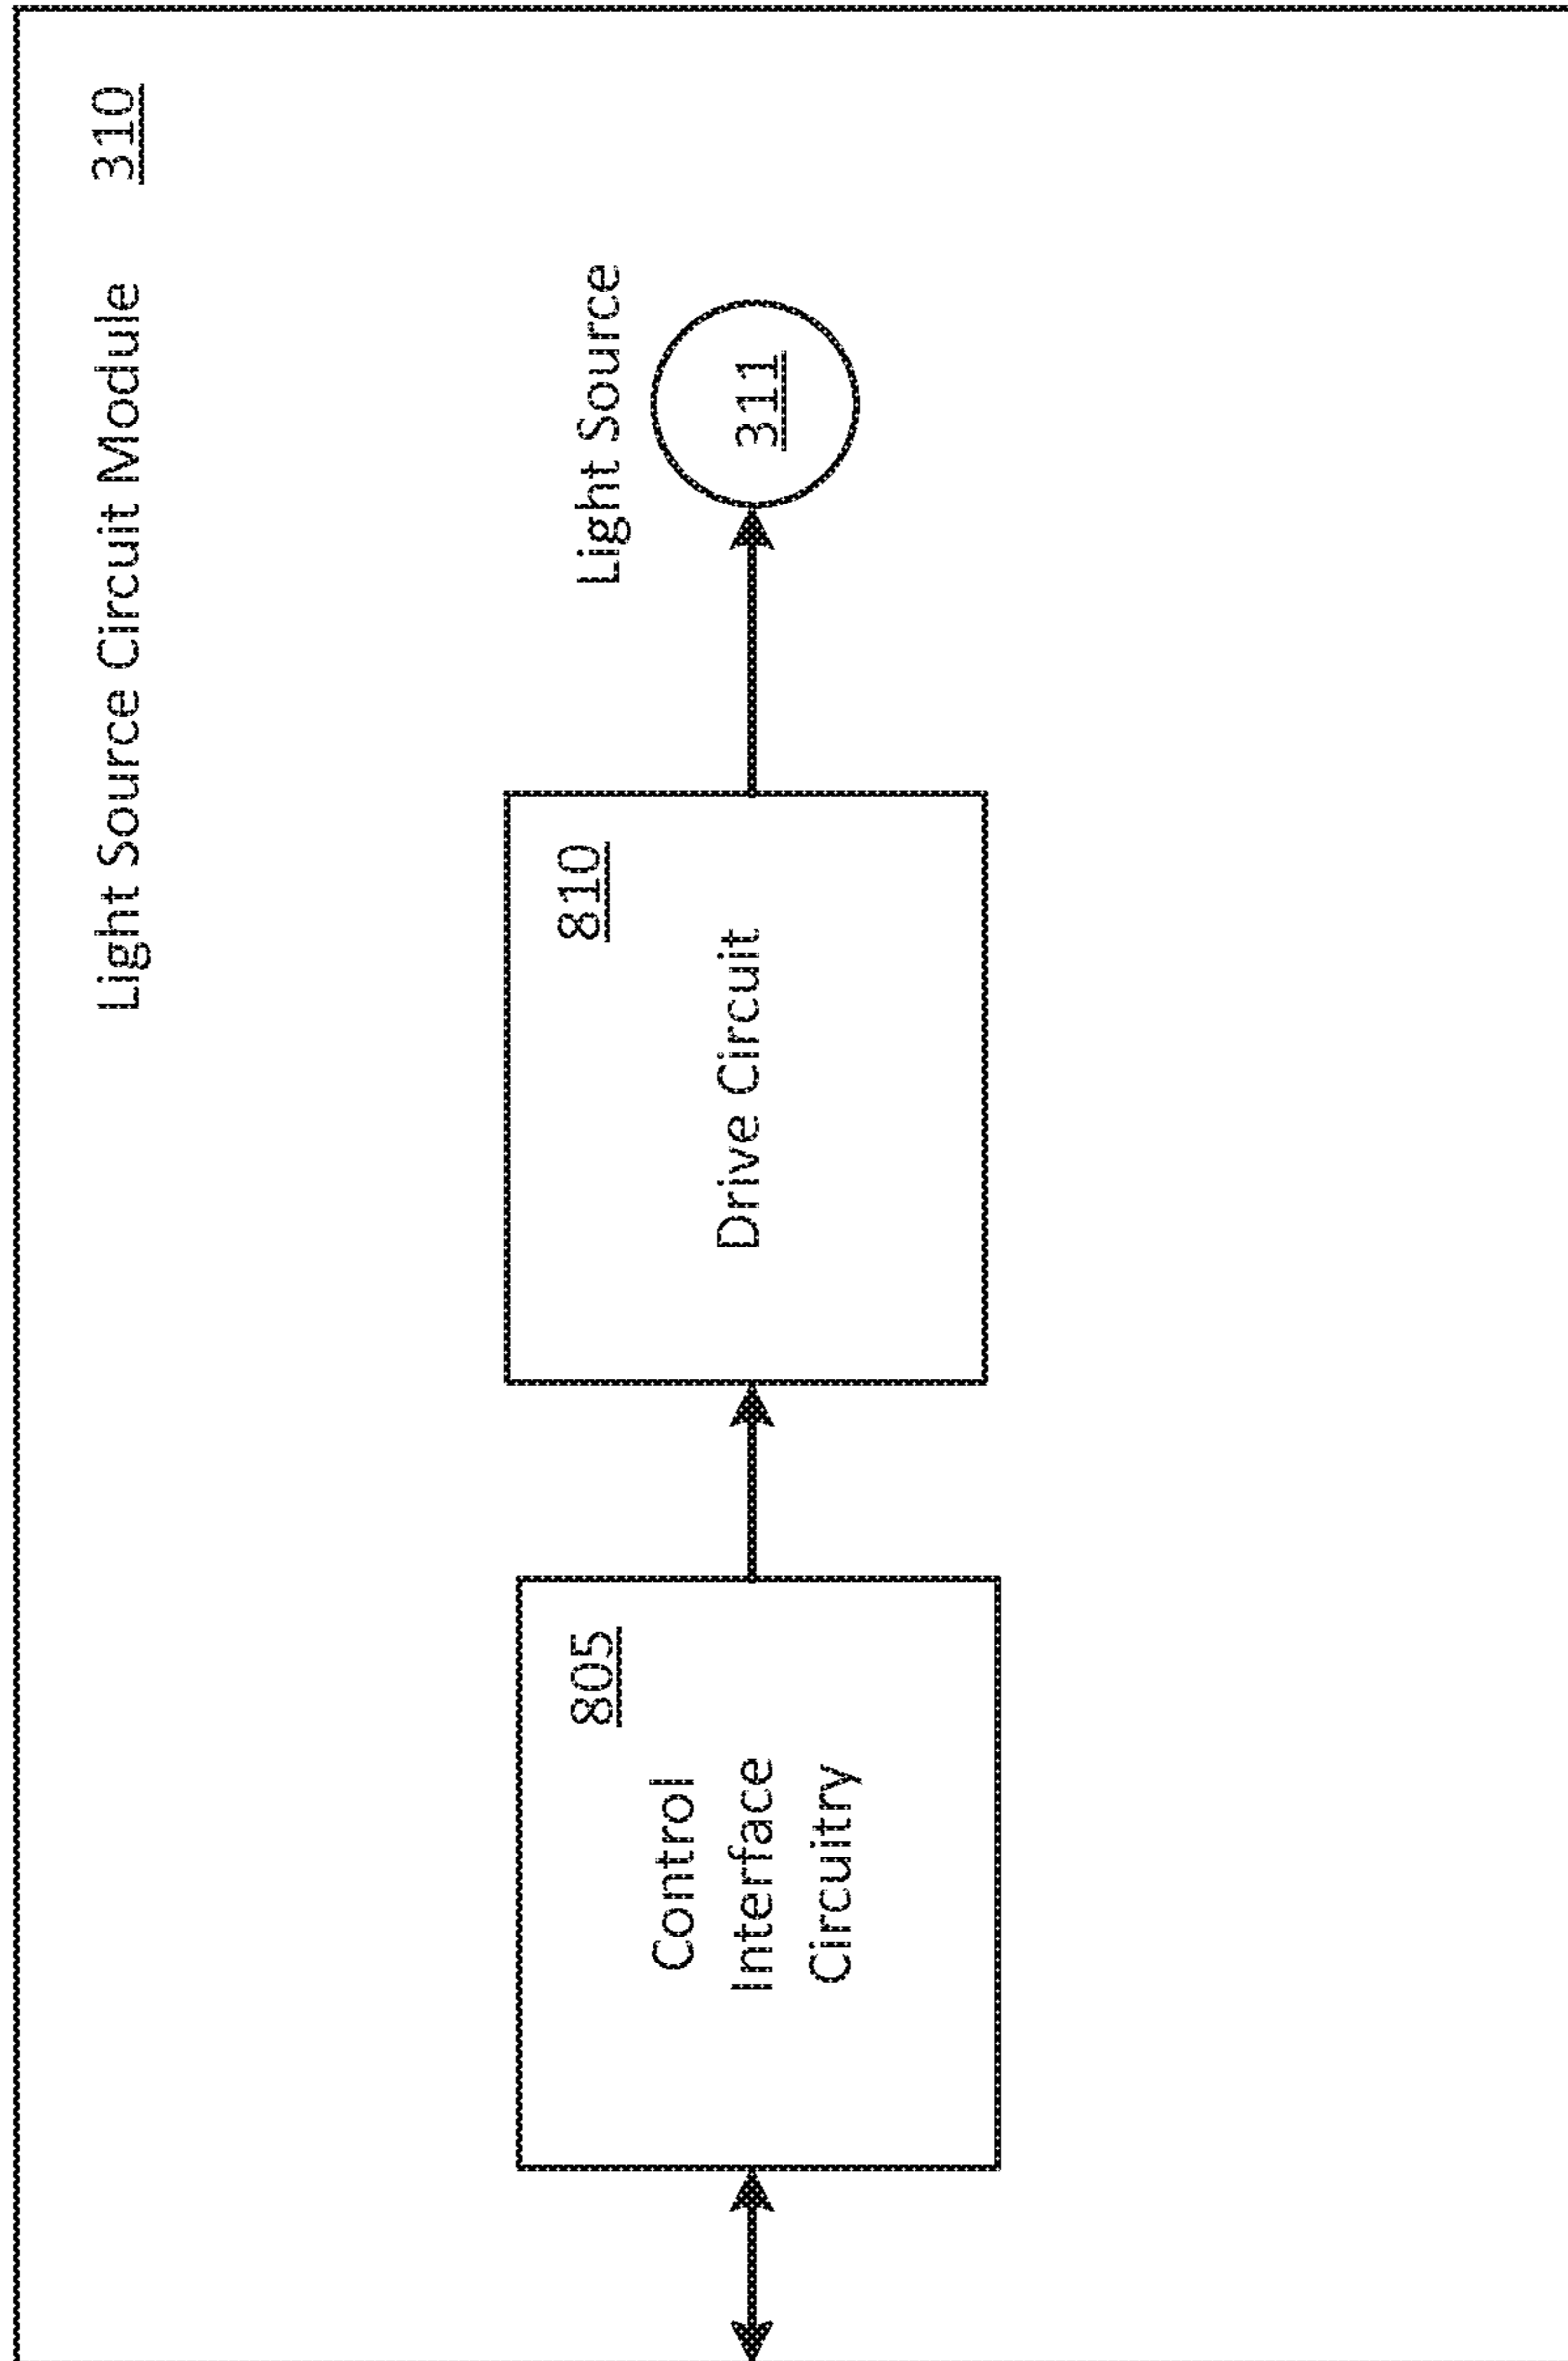 Light Source Circuit Module 310
805
Control
Interface
Circuitry
810
Drive Circuit
Light Source
311